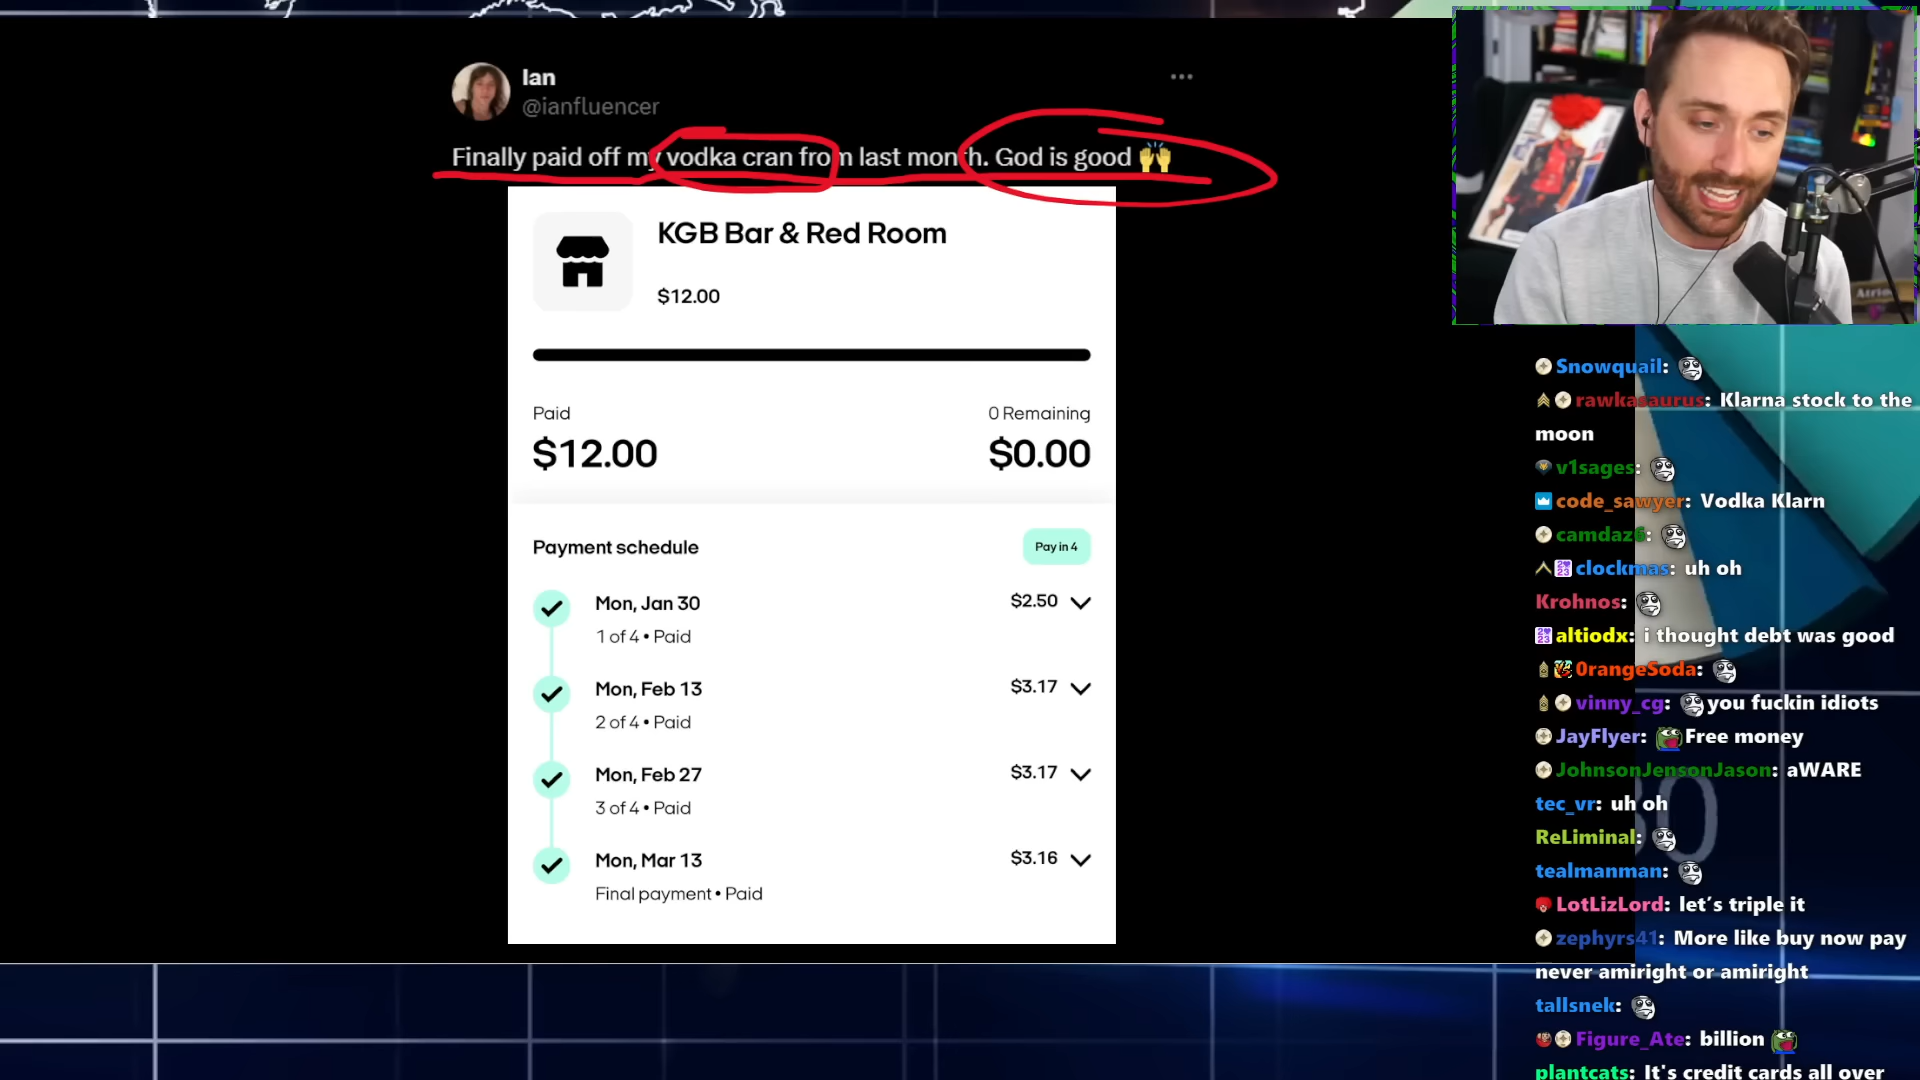 Ian
@ianfluencer
Finally paid off my vodka cran from last month. God is good 🙌
KGB Bar & Red Room
$12.00
Paid
0 Remaining
$12.00
$0.00
Payment schedule
Pay in 4
Mon, Jan 30
$2.50
1 of 4 • Paid
Mon, Feb 13
$3.17
2 of 4 • Paid
Mon, Feb 27
$3.17
3 of 4 • Paid
Mon, Mar 13
$3.16
Final payment • Paid
Snowquail:
rawkasaurus: Klarna stock to the
moon
v1sages:
code_sawyer: Vodka Klarn
camdaz6:
clockmas: uh oh
Krohnos:
altiodx: i thought debt was good
0rangeSoda:
vinny_cg: you fuckin idiots
JayFlyer: Free money
JohnsonJensonJason: aWARE
tec_vr: uh oh
ReLiminal:
tealmanman:
LotLizLord: let's triple it
zephyrs41: More like buy now pay
never amiright or amiright
tallsnek:
Figure_Ate: billion
plantcats: It's credit cards all over